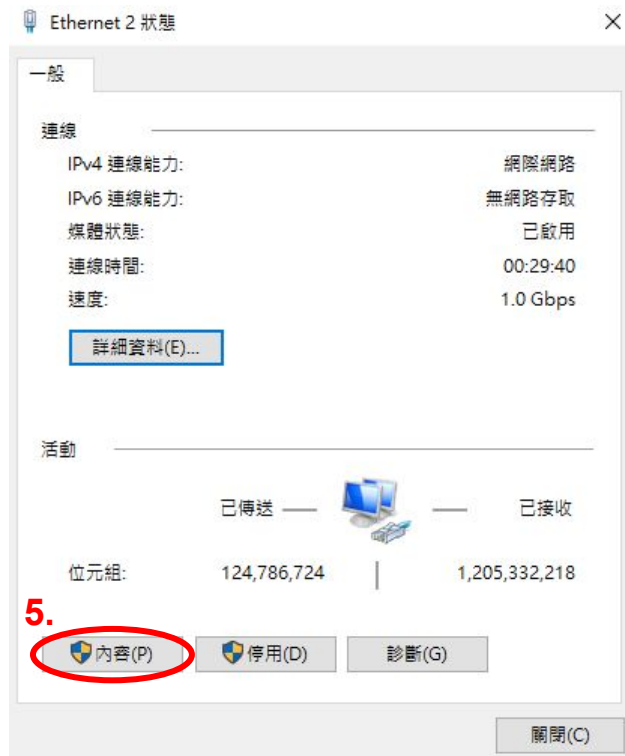 Ethernet 2 狀態
一般
連線
IPv4 連線能力: 網際網路
IPv6 連線能力: 無網路存取
媒體狀態: 已啟用
連線時間: 00:29:40
速度: 1.0 Gbps
詳細資料(E)...
活動
已傳送 已接收
位元組: 124,786,724 1,205,332,218
5.
內容(P) 停用(D) 診斷(G)
關閉(C)